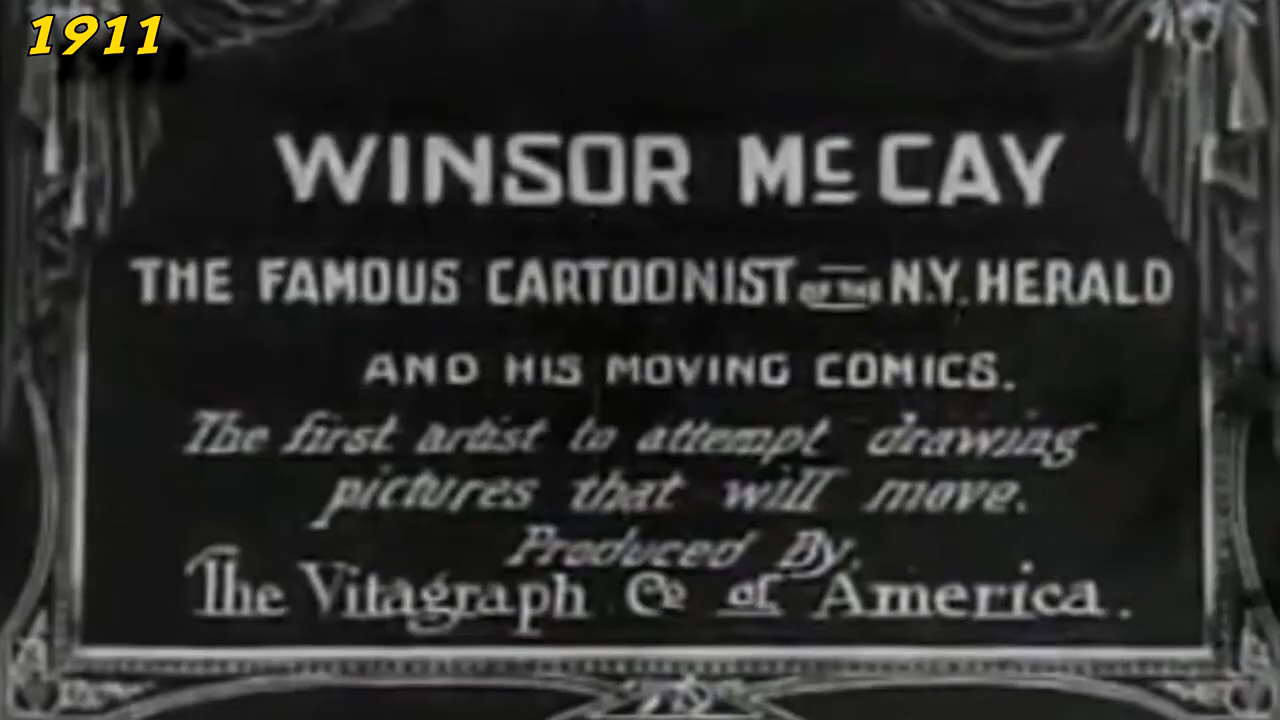 1911
WINSOR McCAY
THE FAMOUS CARTOONIST OF THE N.Y. HERALD
AND HIS MOVING COMICS.
The first artist to attempt drawing
pictures that will move.
Produced By.
The Vitagraph Co of America.